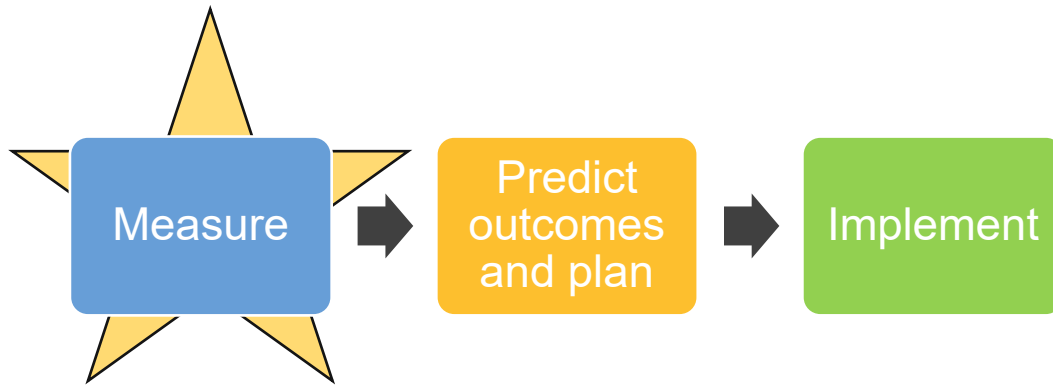 Measure
Predict
outcomes
and plan
Implement